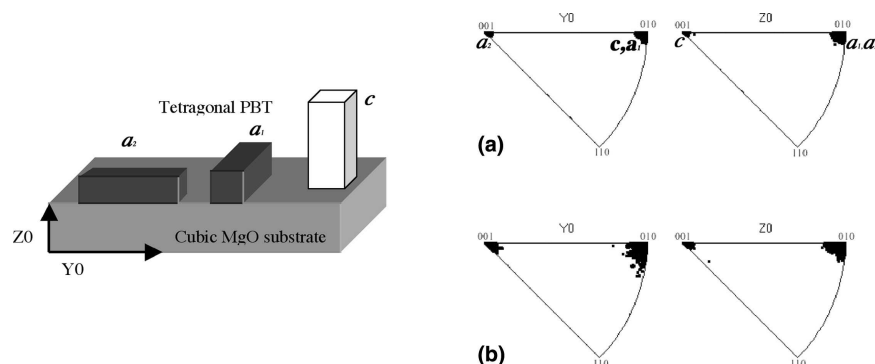 Tetragonal PBT
a₂
a₁
c
Z0
Y0
Cubic MgO substrate
(a)
001
Y0
010
a₂
c,a₁
110
001
Z0
010
c
a₁,a
110
(b)
001
Y0
010
110
001
Z0
010
110